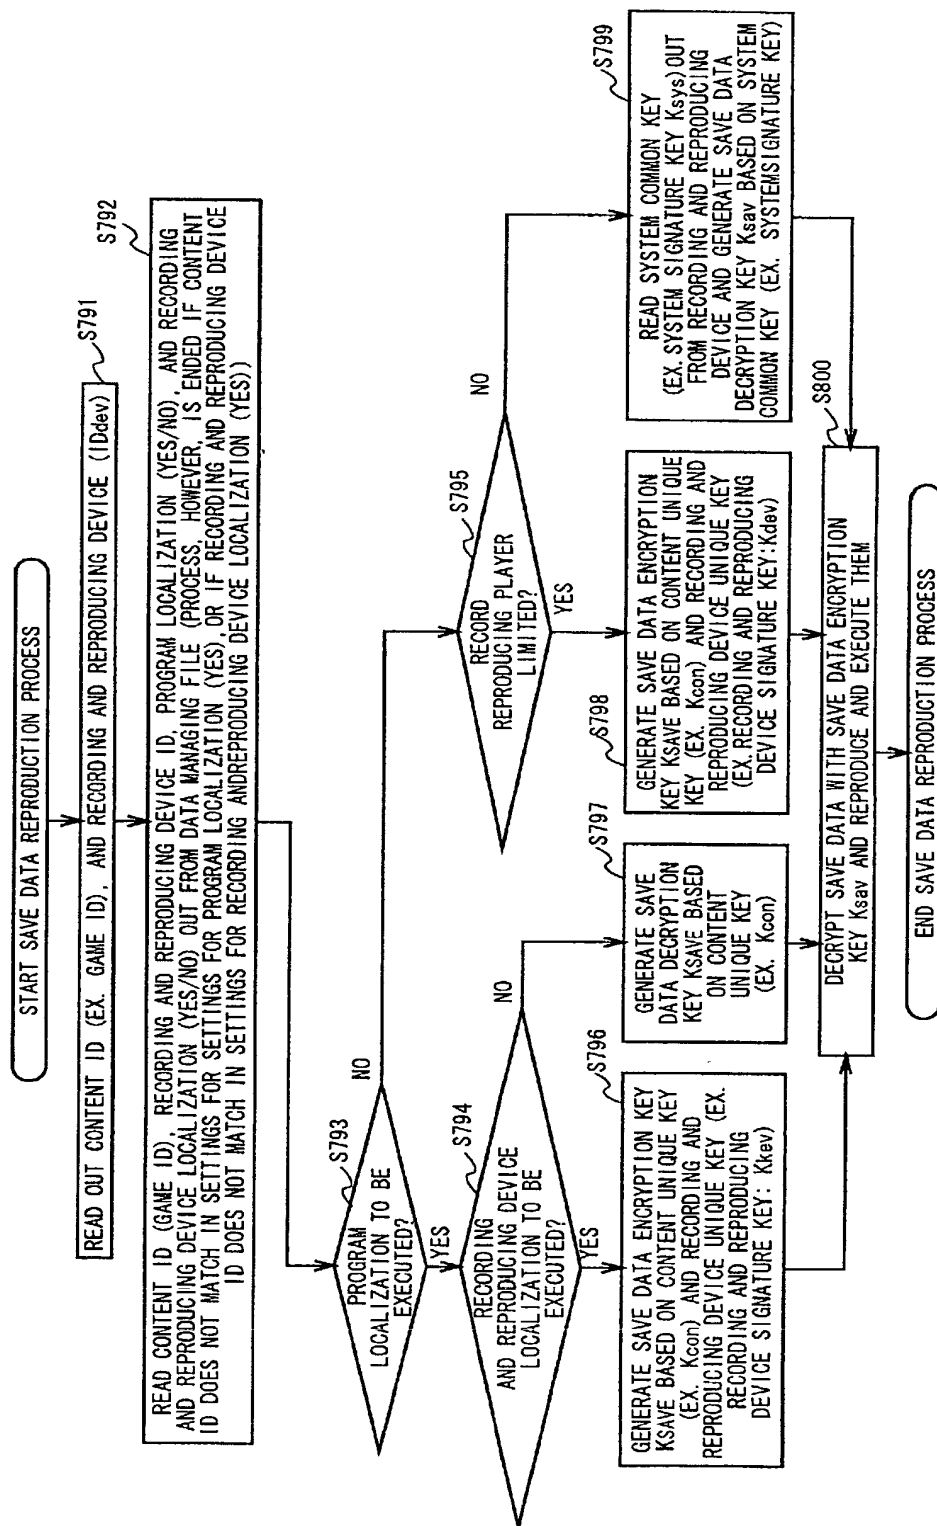 START SAVE DATA REPRODUCTION PROCESS
READ OUT CONTENT ID (EX. GAME ID), AND RECORDING AND REPRODUCING DEVICE (IDdev)
S791
READ CONTENT ID (GAME ID), RECORDING AND REPRODUCING DEVICE ID, PROGRAM LOCALIZATION (YES/NO), AND RECORDING
AND REPRODUCING DEVICE LOCALIZATION (YES/NO) OUT FROM DATA MANAGING FILE (PROCESS, HOWEVER, IS ENDED IF CONTENT
ID DOES NOT MATCH IN SETTINGS FOR SETTINGS FOR PROGRAM LOCALIZATION (YES), OR IF RECORDING AND REPRODUCING DEVICE
ID DOES NOT MATCH IN SETTINGS FOR RECORDING ANDREPRODUCING DEVICE LOCALIZATION (YES))
S792
PROGRAM
LOCALIZATION TO BE
EXECUTED?
S793
NO
YES
RECORDING
AND REPRODUCING DEVICE
LOCALIZATION TO BE
EXECUTED?
S794
NO
YES
RECORD
REPRODUCING PLAYER
LIMITED?
S795
NO
YES
S796
GENERATE SAVE DATA ENCRYPTION KEY
KSAVE BASED ON CONTENT UNIQUE KEY
(EX. Kcon) AND RECORDING AND
REPRODUCING DEVICE UNIQUE KEY (EX.
RECORDING AND REPRODUCING
DEVICE SIGNATURE KEY: Kkev)
S797
GENERATE SAVE
DATA DECRYPTION
KEY KSAVE BASED
ON CONTENT
UNIQUE KEY
(EX. Kcon)
S798
GENERATE SAVE DATA ENCRYPTION
KEY KSAVE BASED ON CONTENT UNIQUE
KEY (EX. Kcon) AND RECORDING AND
REPRODUCING DEVICE UNIQUE KEY
(EX.RECORDING AND REPRODUCING
DEVICE SIGNATURE KEY:Kdev)
S799
READ SYSTEM COMMON KEY
(EX.SYSTEM SIGNATURE KEY Ksys)OUT
FROM RECORDING AND REPRODUCING
DEVICE AND GENERATE SAVE DATA
DECRYPTION KEY Ksav BASED ON SYSTEM
COMMON KEY (EX. SYSTEMSIGNATURE KEY)
S800
DECRYPT SAVE DATA WITH SAVE DATA ENCRYPTION
KEY Ksav AND REPRODUCE AND EXECUTE THEM
END SAVE DATA REPRODUCTION PROCESS